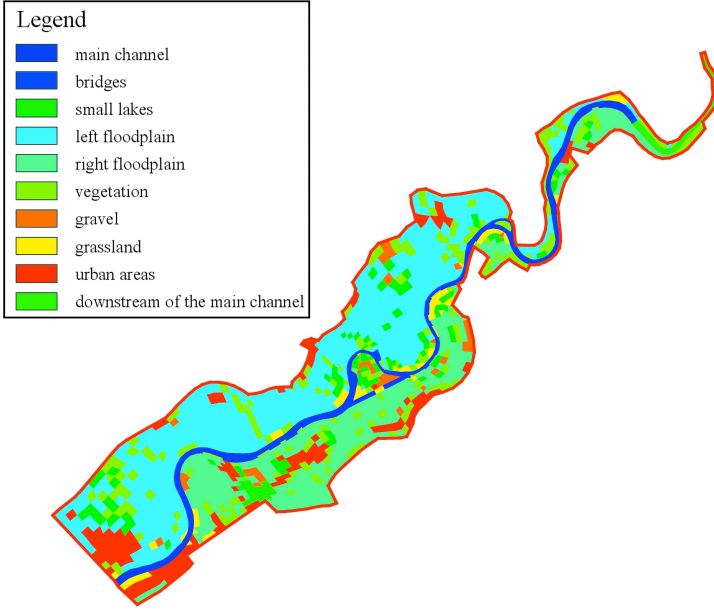 Legend
main channel
bridges
small lakes
left floodplain
right floodplain
vegetation
gravel
grassland
urban areas
downstream of the main channel